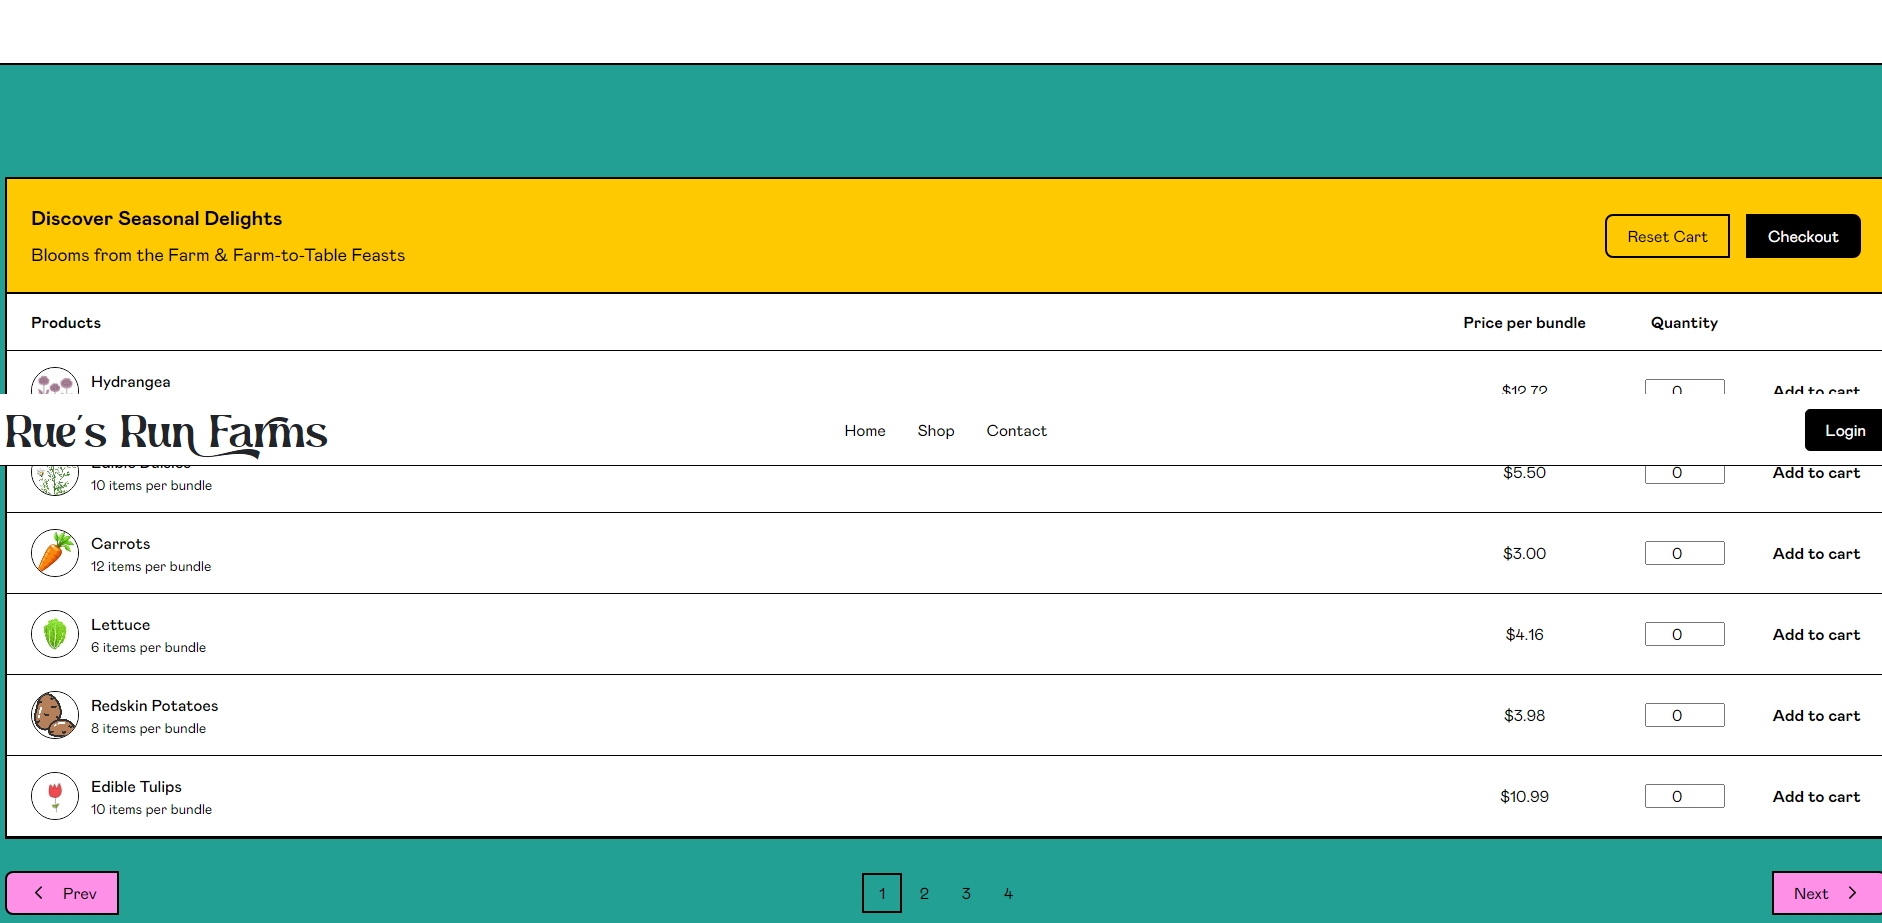 Discover Seasonal Delights
Blooms from the Farm & Farm-to-Table Feasts
Reset Cart
Checkout
Products Price per bundle Quantity
Hydrangea
$12.72 0 Add to cart
Rue's Run Farms Home Shop Contact Login
Edible Daisies
10 items per bundle
$5.50 0 Add to cart
Carrots
12 items per bundle
$3.00 0 Add to cart
Lettuce
6 items per bundle
$4.16 0 Add to cart
Redskin Potatoes
8 items per bundle
$3.98 0 Add to cart
Edible Tulips
10 items per bundle
$10.99 0 Add to cart
Prev 1 2 3 4 Next